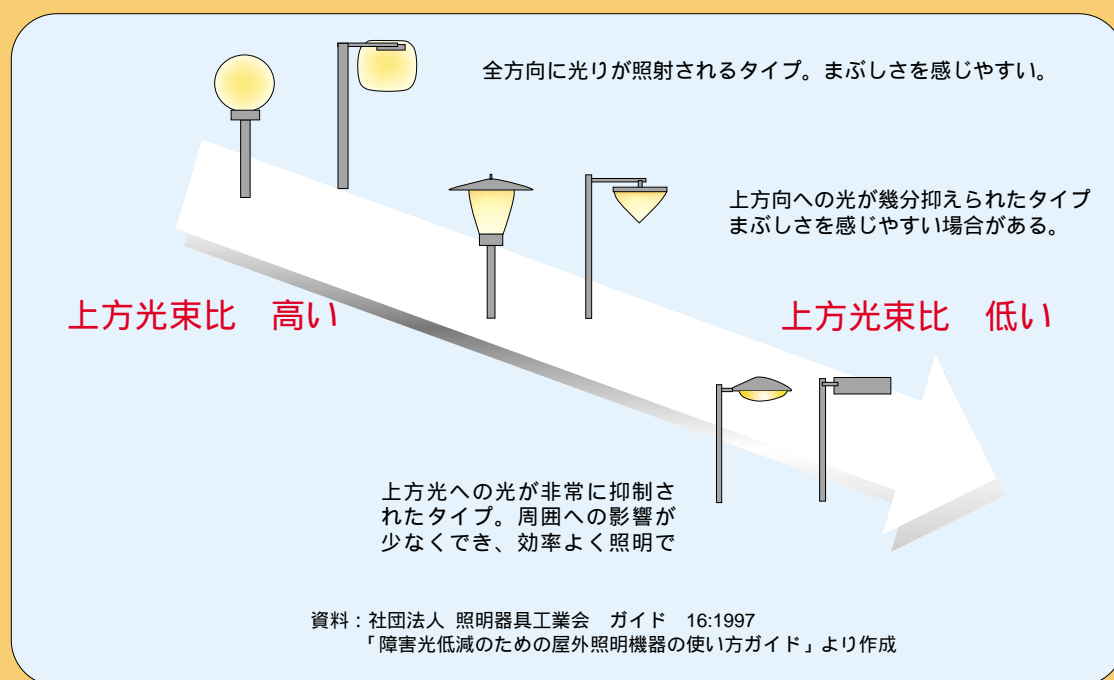 全方向に光りが照射されるタイプ。まぶしさを感じやすい。
上方向への光が幾分抑えられたタイプ
まぶしさを感じやすい場合がある。
上方光束比　高い
上方光束比　低い
上方光への光が非常に抑制さ
れたタイプ。周囲への影響が
少なくでき、効率よく照明で
資料：社団法人 照明器具工業会　ガイド　16:1997
「障害光低減のための屋外照明機器の使い方ガイド」より作成